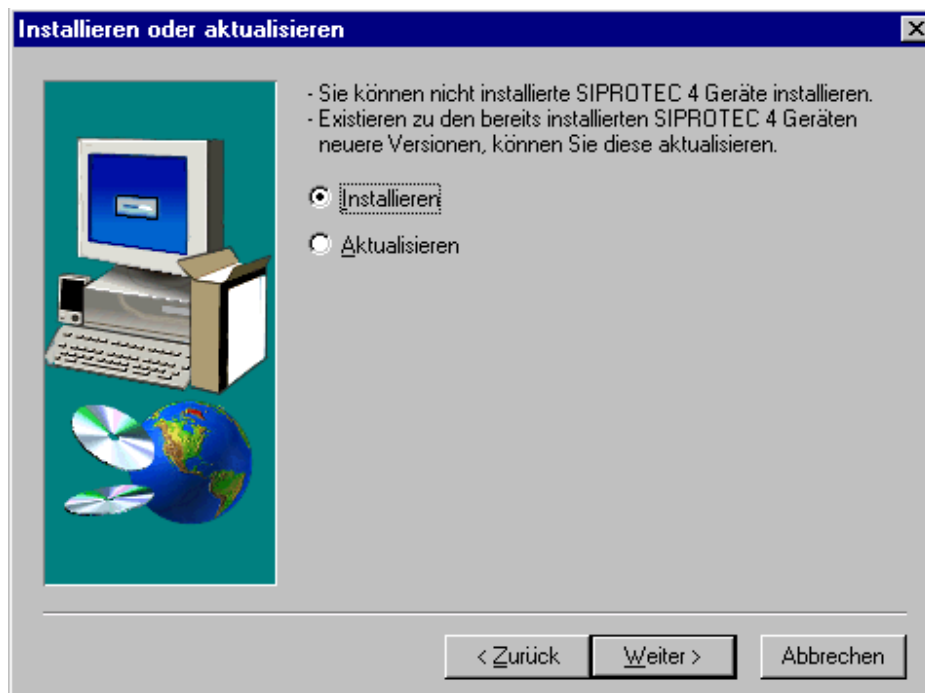 Installieren oder aktualisieren
- Sie können nicht installierte SIPROTEC 4 Geräte installieren.
- Existieren zu den bereits installierten SIPROTEC 4 Geräten
neuere Versionen, können Sie diese aktualisieren.
Installieren
Aktualisieren
< Zurück
Weiter >
Abbrechen